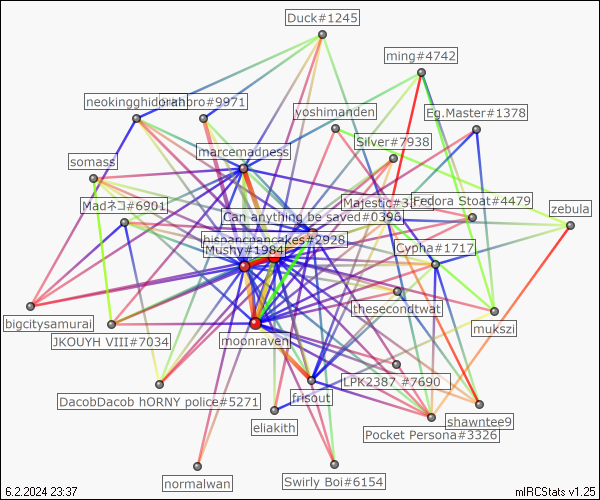 Duck#1245
ming#4742
neokingghidorah
pro#9971
yoshimanden
Eg.Master#1378
Silver#7938
marcemadness
somass
Majestic#3
Fedora Stoat#4479
Madネコ#6901
zebula
Can anything be saved#0396
hispancpancakes#2928
Cypha#1717
Mushy#1984
thesecondtwat
bigcitysamurai
mukszi
JKOUYH VIII#7034
moonraven
LPK2387 #7690
DacobDacob hORNY police#5271
frisout
shawntee9
eliakith
Pocket Persona#3326
normalwan
Swirly Boi#6154
6.2.2024 23:37
mIRCStats v1.25